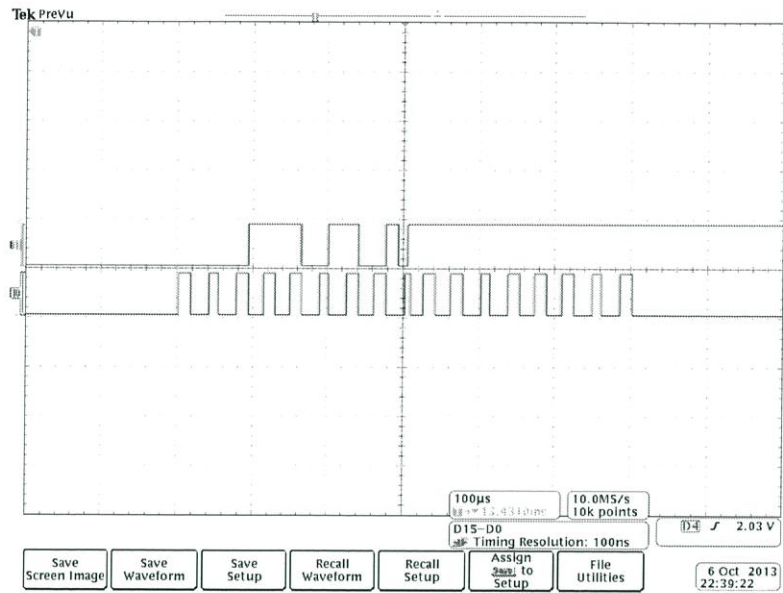 Tek PreVu
100µs
10.0MS/s
10k points
D15-D0
Timing Resolution: 100ns
D4 2.03 V
Save
Screen Image
Save
Waveform
Save
Setup
Recall
Waveform
Recall
Setup
Assign
to
Setup
File
Utilities
6 Oct 2013
22:39:22